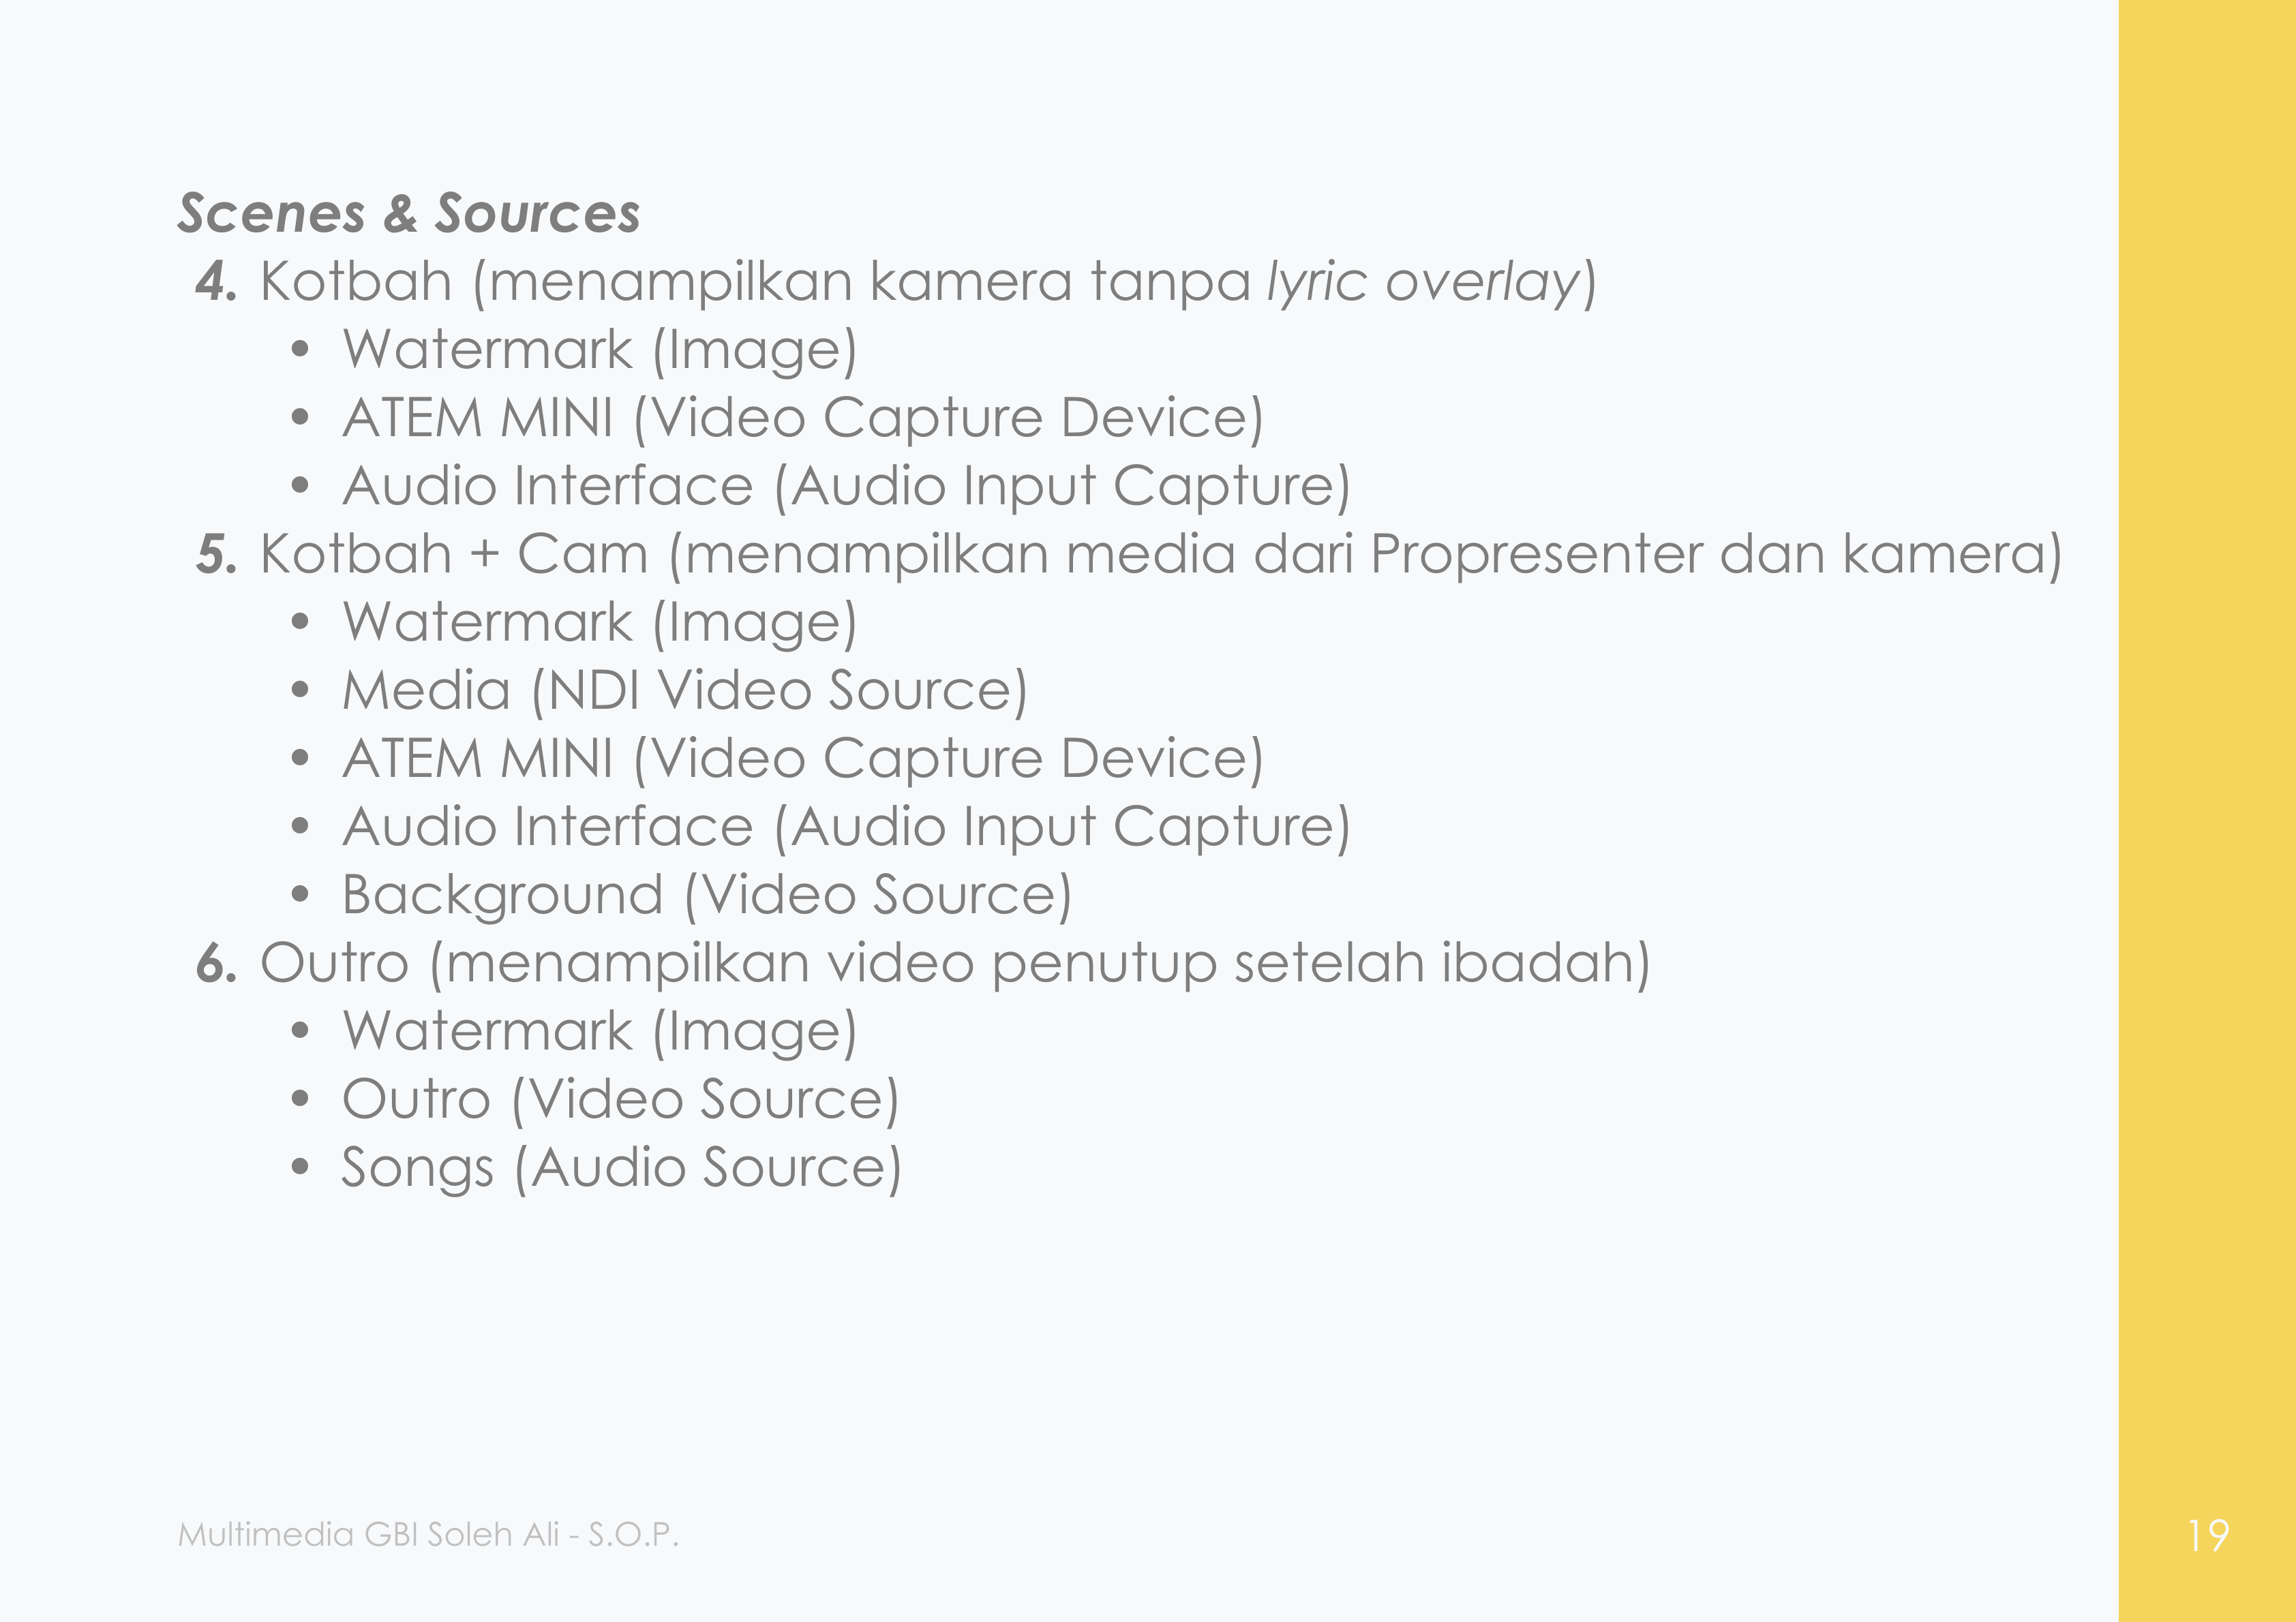 Scenes & Sources
4. Kotbah (menampilkan kamera tanpa lyric overlay)
• Watermark (Image)
• ATEM MINI (Video Capture Device)
• Audio Interface (Audio Input Capture)
5. Kotbah + Cam (menampilkan media dari Propresenter dan kamera)
• Watermark (Image)
• Media (NDI Video Source)
• ATEM MINI (Video Capture Device)
• Audio Interface (Audio Input Capture)
• Background (Video Source)
6. Outro (menampilkan video penutup setelah ibadah)
• Watermark (Image)
• Outro (Video Source)
• Songs (Audio Source)
Multimedia GBI Soleh Ali - S.O.P.
19